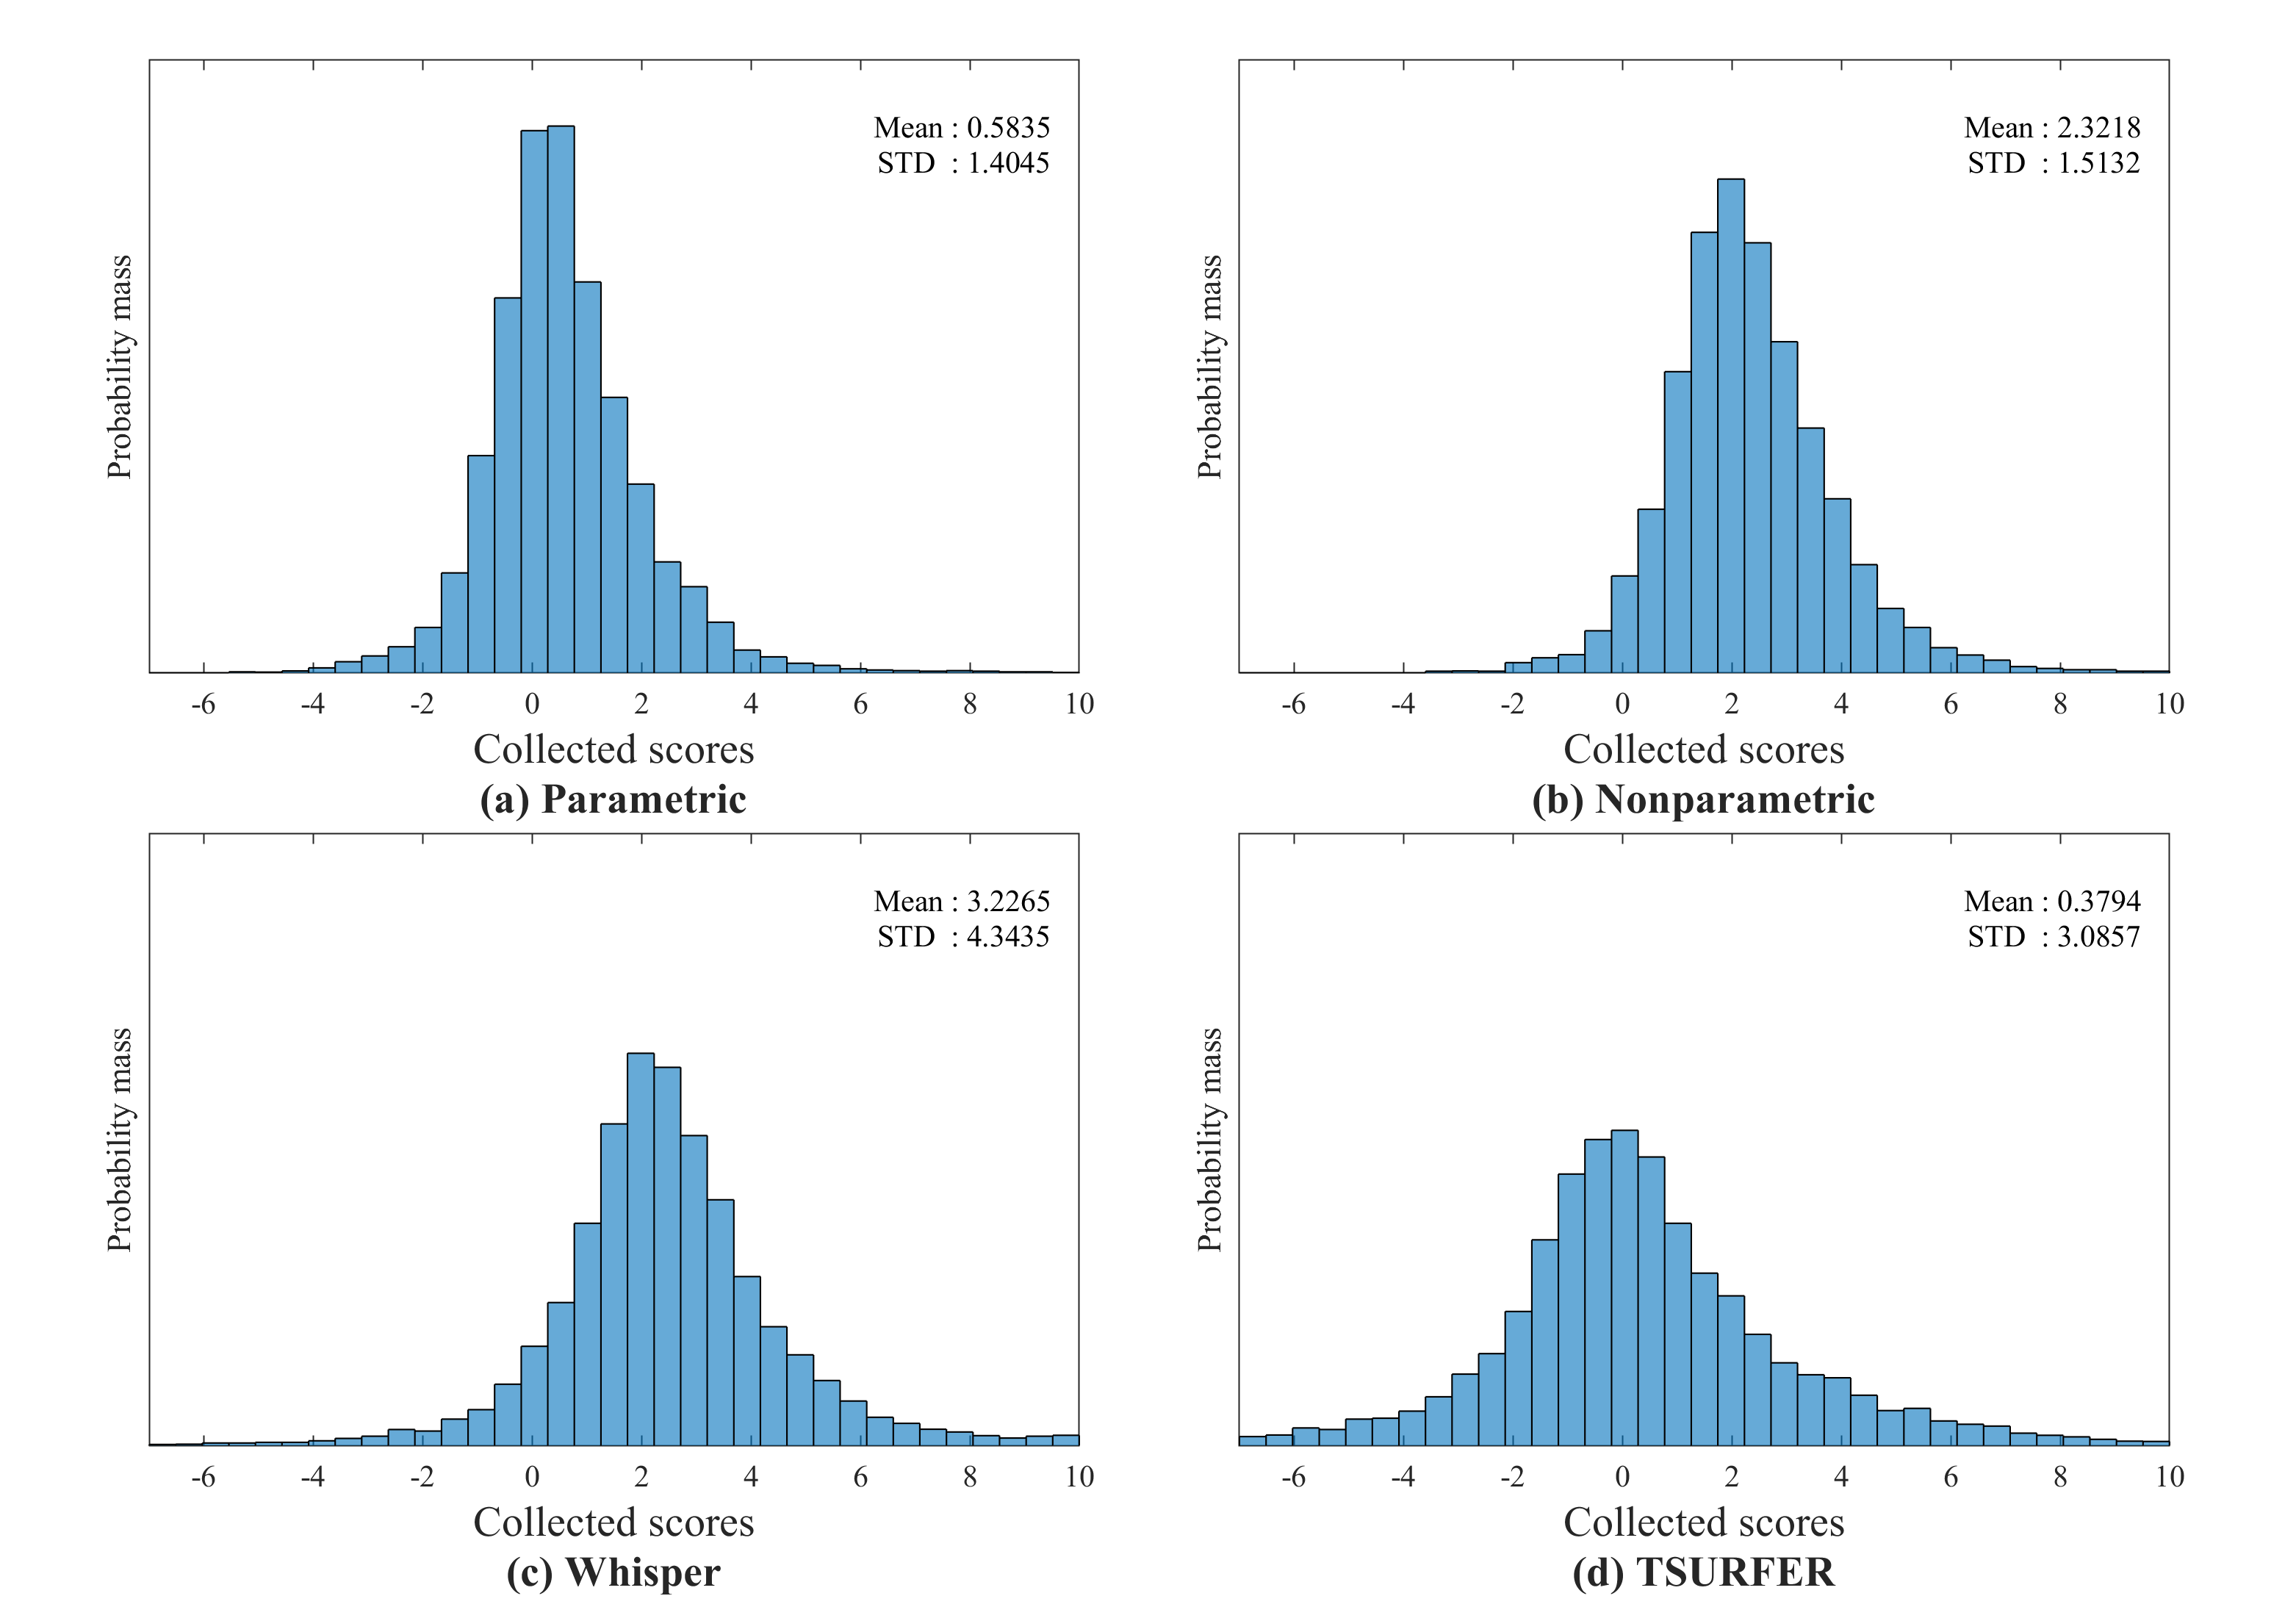 Mean : 0.5835
STD : 1.4045
Probability mass
-6 -4 -2 0 2 4 6 8 10
Collected scores
(a) Parametric
Mean : 2.3218
STD : 1.5132
Probability mass
-6 -4 -2 0 2 4 6 8 10
Collected scores
(b) Nonparametric
Mean : 3.2265
STD : 4.3435
Probability mass
-6 -4 -2 0 2 4 6 8 10
Collected scores
(c) Whisper
Mean : 0.3794
STD : 3.0857
Probability mass
-6 -4 -2 0 2 4 6 8 10
Collected scores
(d) TSURFER